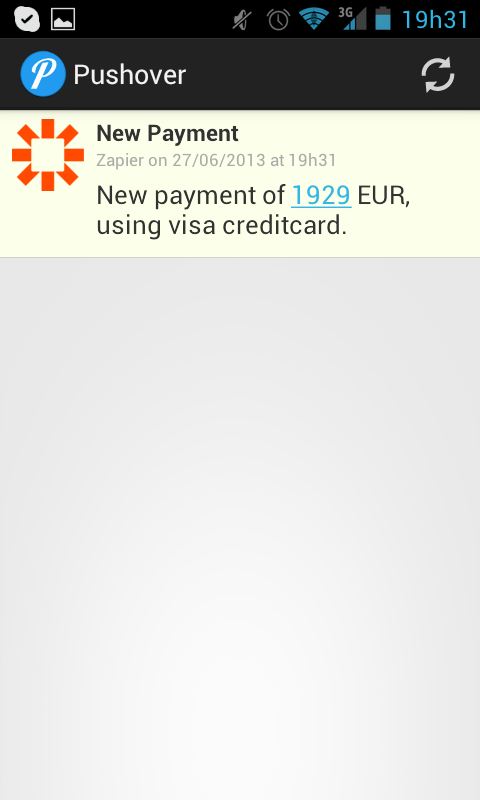 3G 19h31
Pushover
New Payment
Zapier on 27/06/2013 at 19h31
New payment of 1929 EUR,
using visa creditcard.